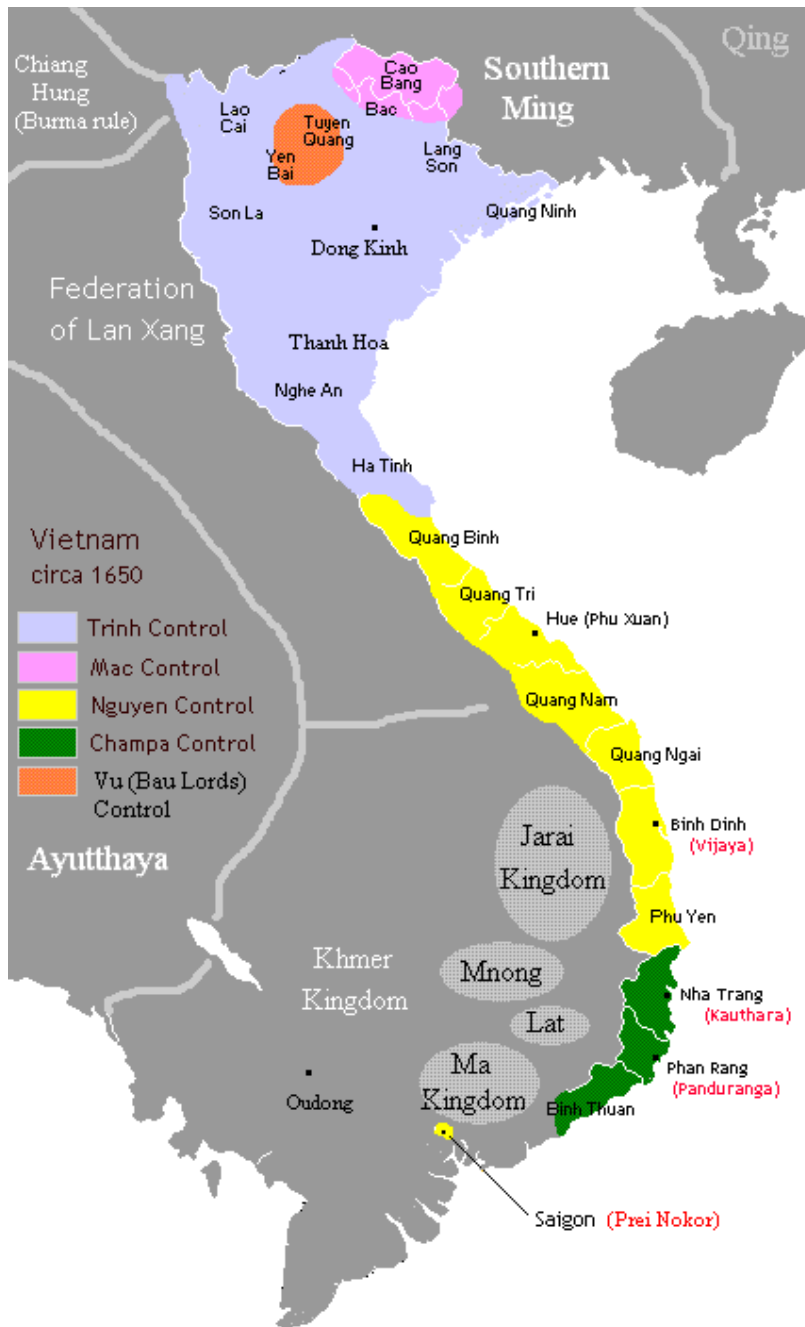 Qing
Chiang
Hung
(Burma rule)
Southern
Ming
Cao
Bang
Bac
Lao
Cai
Tuyen
Quang
Yen
Bai
Lang
Son
Son La
Quang Ninh
Dong Kinh
Federation
of Lan Xang
Thanh Hoa
Nghe An
Ha Tinh
Vietnam
circa 1650
Trinh Control
Mac Control
Nguyen Control
Champa Control
Vu (Bau Lords)
Control
Quang Binh
Quang Tri
Hue (Phu Xuan)
Quang Nam
Quang Ngai
Binh Dinh
(Vijaya)
Phu Yen
Ayutthaya
Jarai
Kingdom
Khmer
Kingdom
Mnong
Lat
Nha Trang
(Kauthara)
Ma
Kingdom
Phan Rang
(Panduranga)
Oudong
Binh Thuan
Saigon (Prei Nokor)